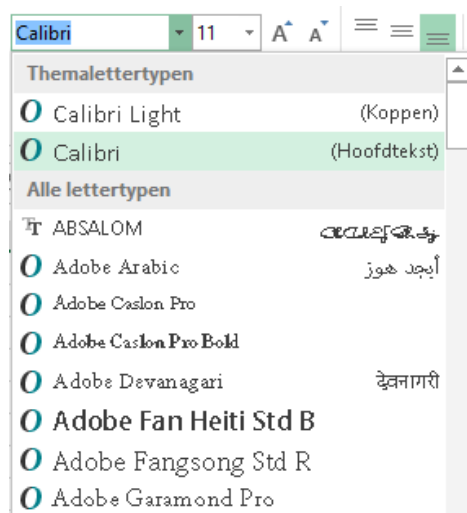 Calibri 11 A A
Themalettertypen
Calibri Light (Koppen)
Calibri (Hoofdtekst)
Alle lettertypen
ABSALOM
Adobe Arabic أبجد هوز
Adobe Caslon Pro
Adobe Caslon Pro Bold
Adobe Devanagari देवनागरी
Adobe Fan Heiti Std B
Adobe Fangsong Std R
Adobe Garamond Pro